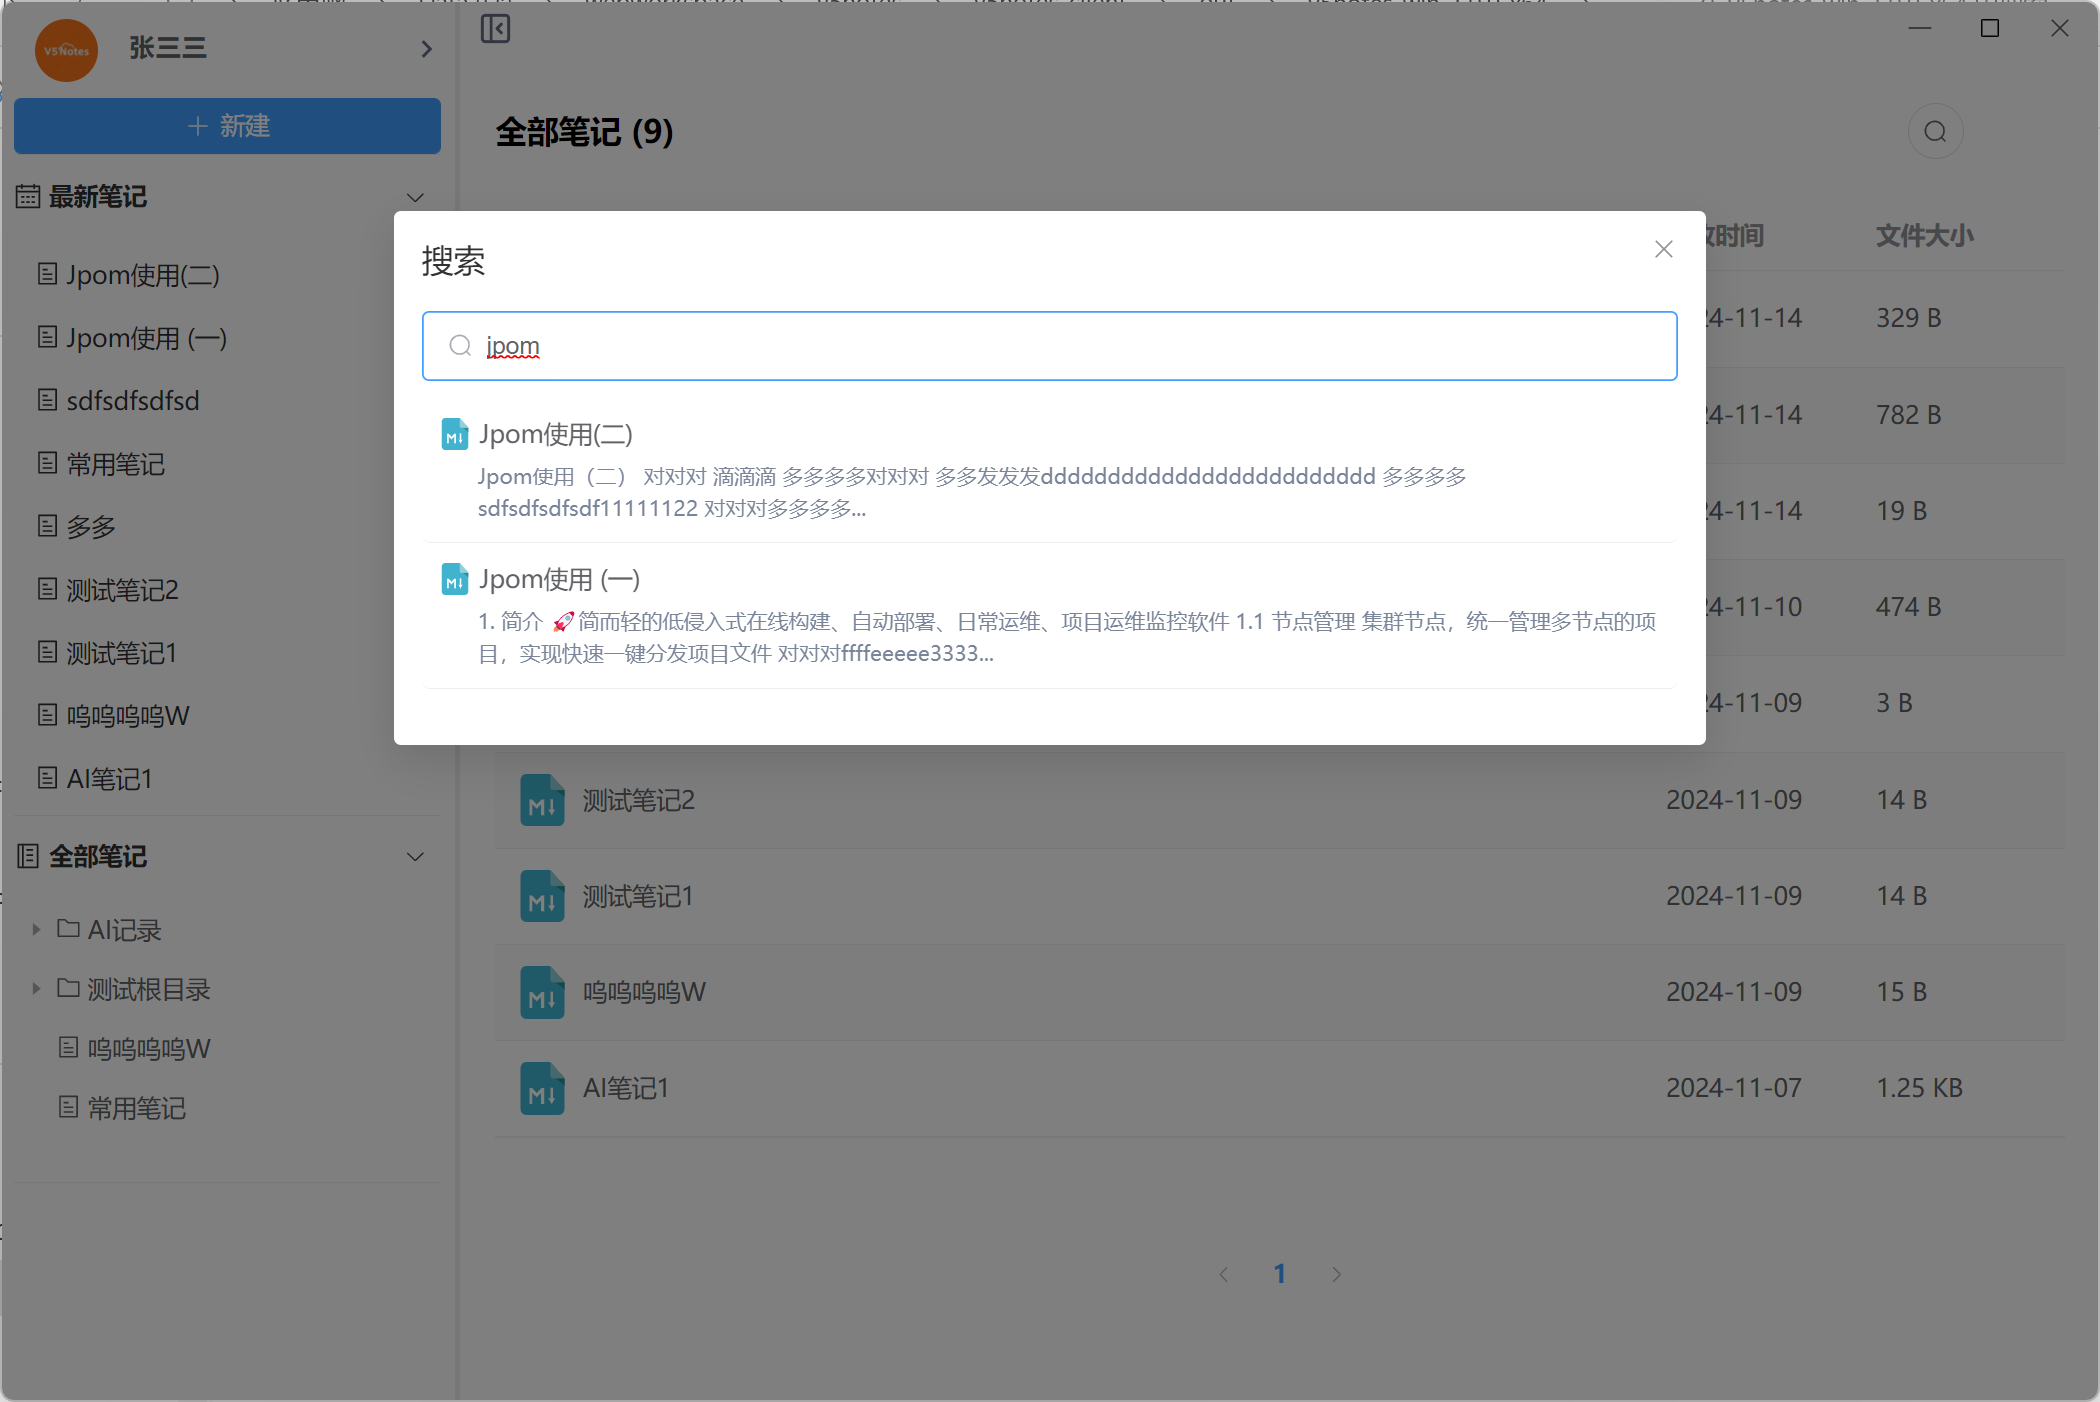 V5Notes
张三三
新建
最新笔记
Jpom使用(二)
Jpom使用 (一)
sdfsdfsdfsd
常用笔记
多多
测试笔记2
测试笔记1
呜呜呜呜W
AI笔记1
全部笔记
AI记录
测试根目录
呜呜呜呜W
常用笔记
全部笔记 (9)
时间 文件大小
24-11-14 329 B
24-11-14 782 B
24-11-14 19 B
24-11-10 474 B
24-11-09 3 B
搜索
jpom
M↓ Jpom使用(二)
Jpom使用（二） 对对对 滴滴滴 多多多多对对对 多多发发发ddddddddddddddddddddddddd 多多多多
sdfsdfsdfsdf11111122 对对对多多多多...
M↓ Jpom使用 (一)
1. 简介 🚀简而轻的低侵入式在线构建、自动部署、日常运维、项目运维监控软件 1.1 节点管理 集群节点，统一管理多节点的项
目，实现快速一键分发项目文件 对对对ffffeeeee3333...
M↓ 测试笔记2 2024-11-09 14 B
M↓ 测试笔记1 2024-11-09 14 B
M↓ 呜呜呜呜W 2024-11-09 15 B
M↓ AI笔记1 2024-11-07 1.25 KB
1